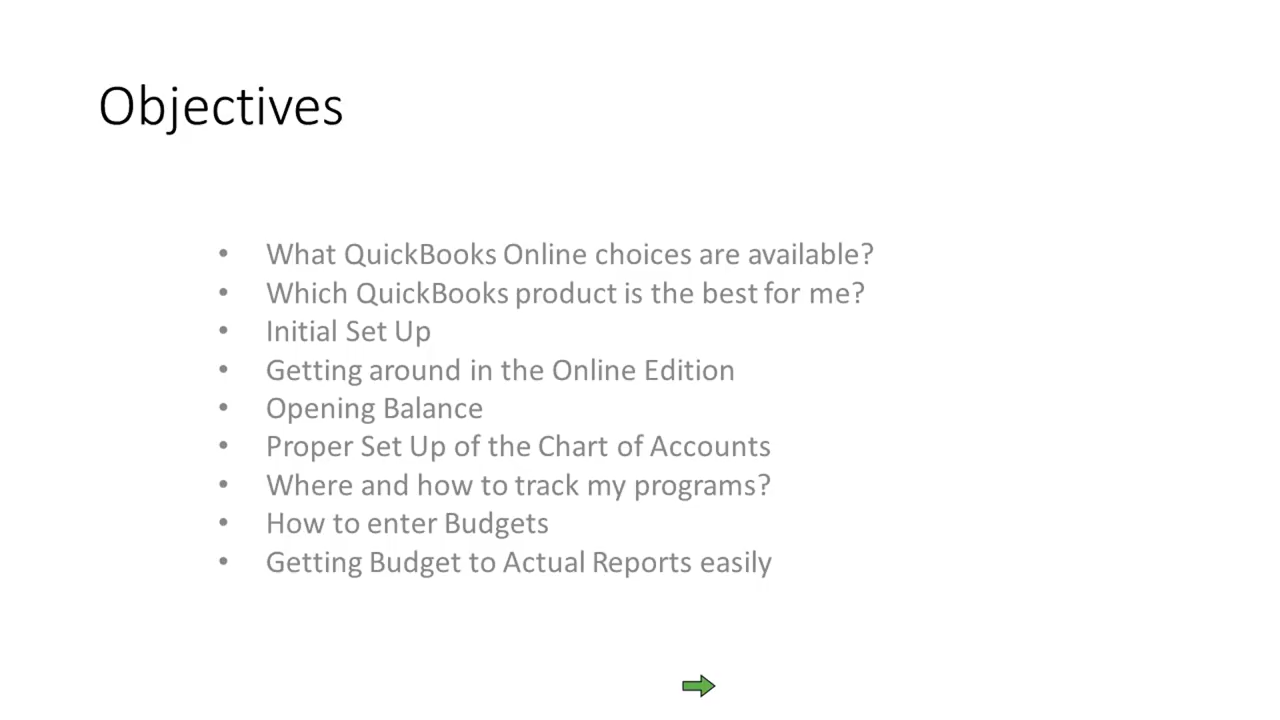 Objectives
• What QuickBooks Online choices are available?
• Which QuickBooks product is the best for me?
• Initial Set Up
• Getting around in the Online Edition
• Opening Balance
• Proper Set Up of the Chart of Accounts
• Where and how to track my programs?
• How to enter Budgets
• Getting Budget to Actual Reports easily